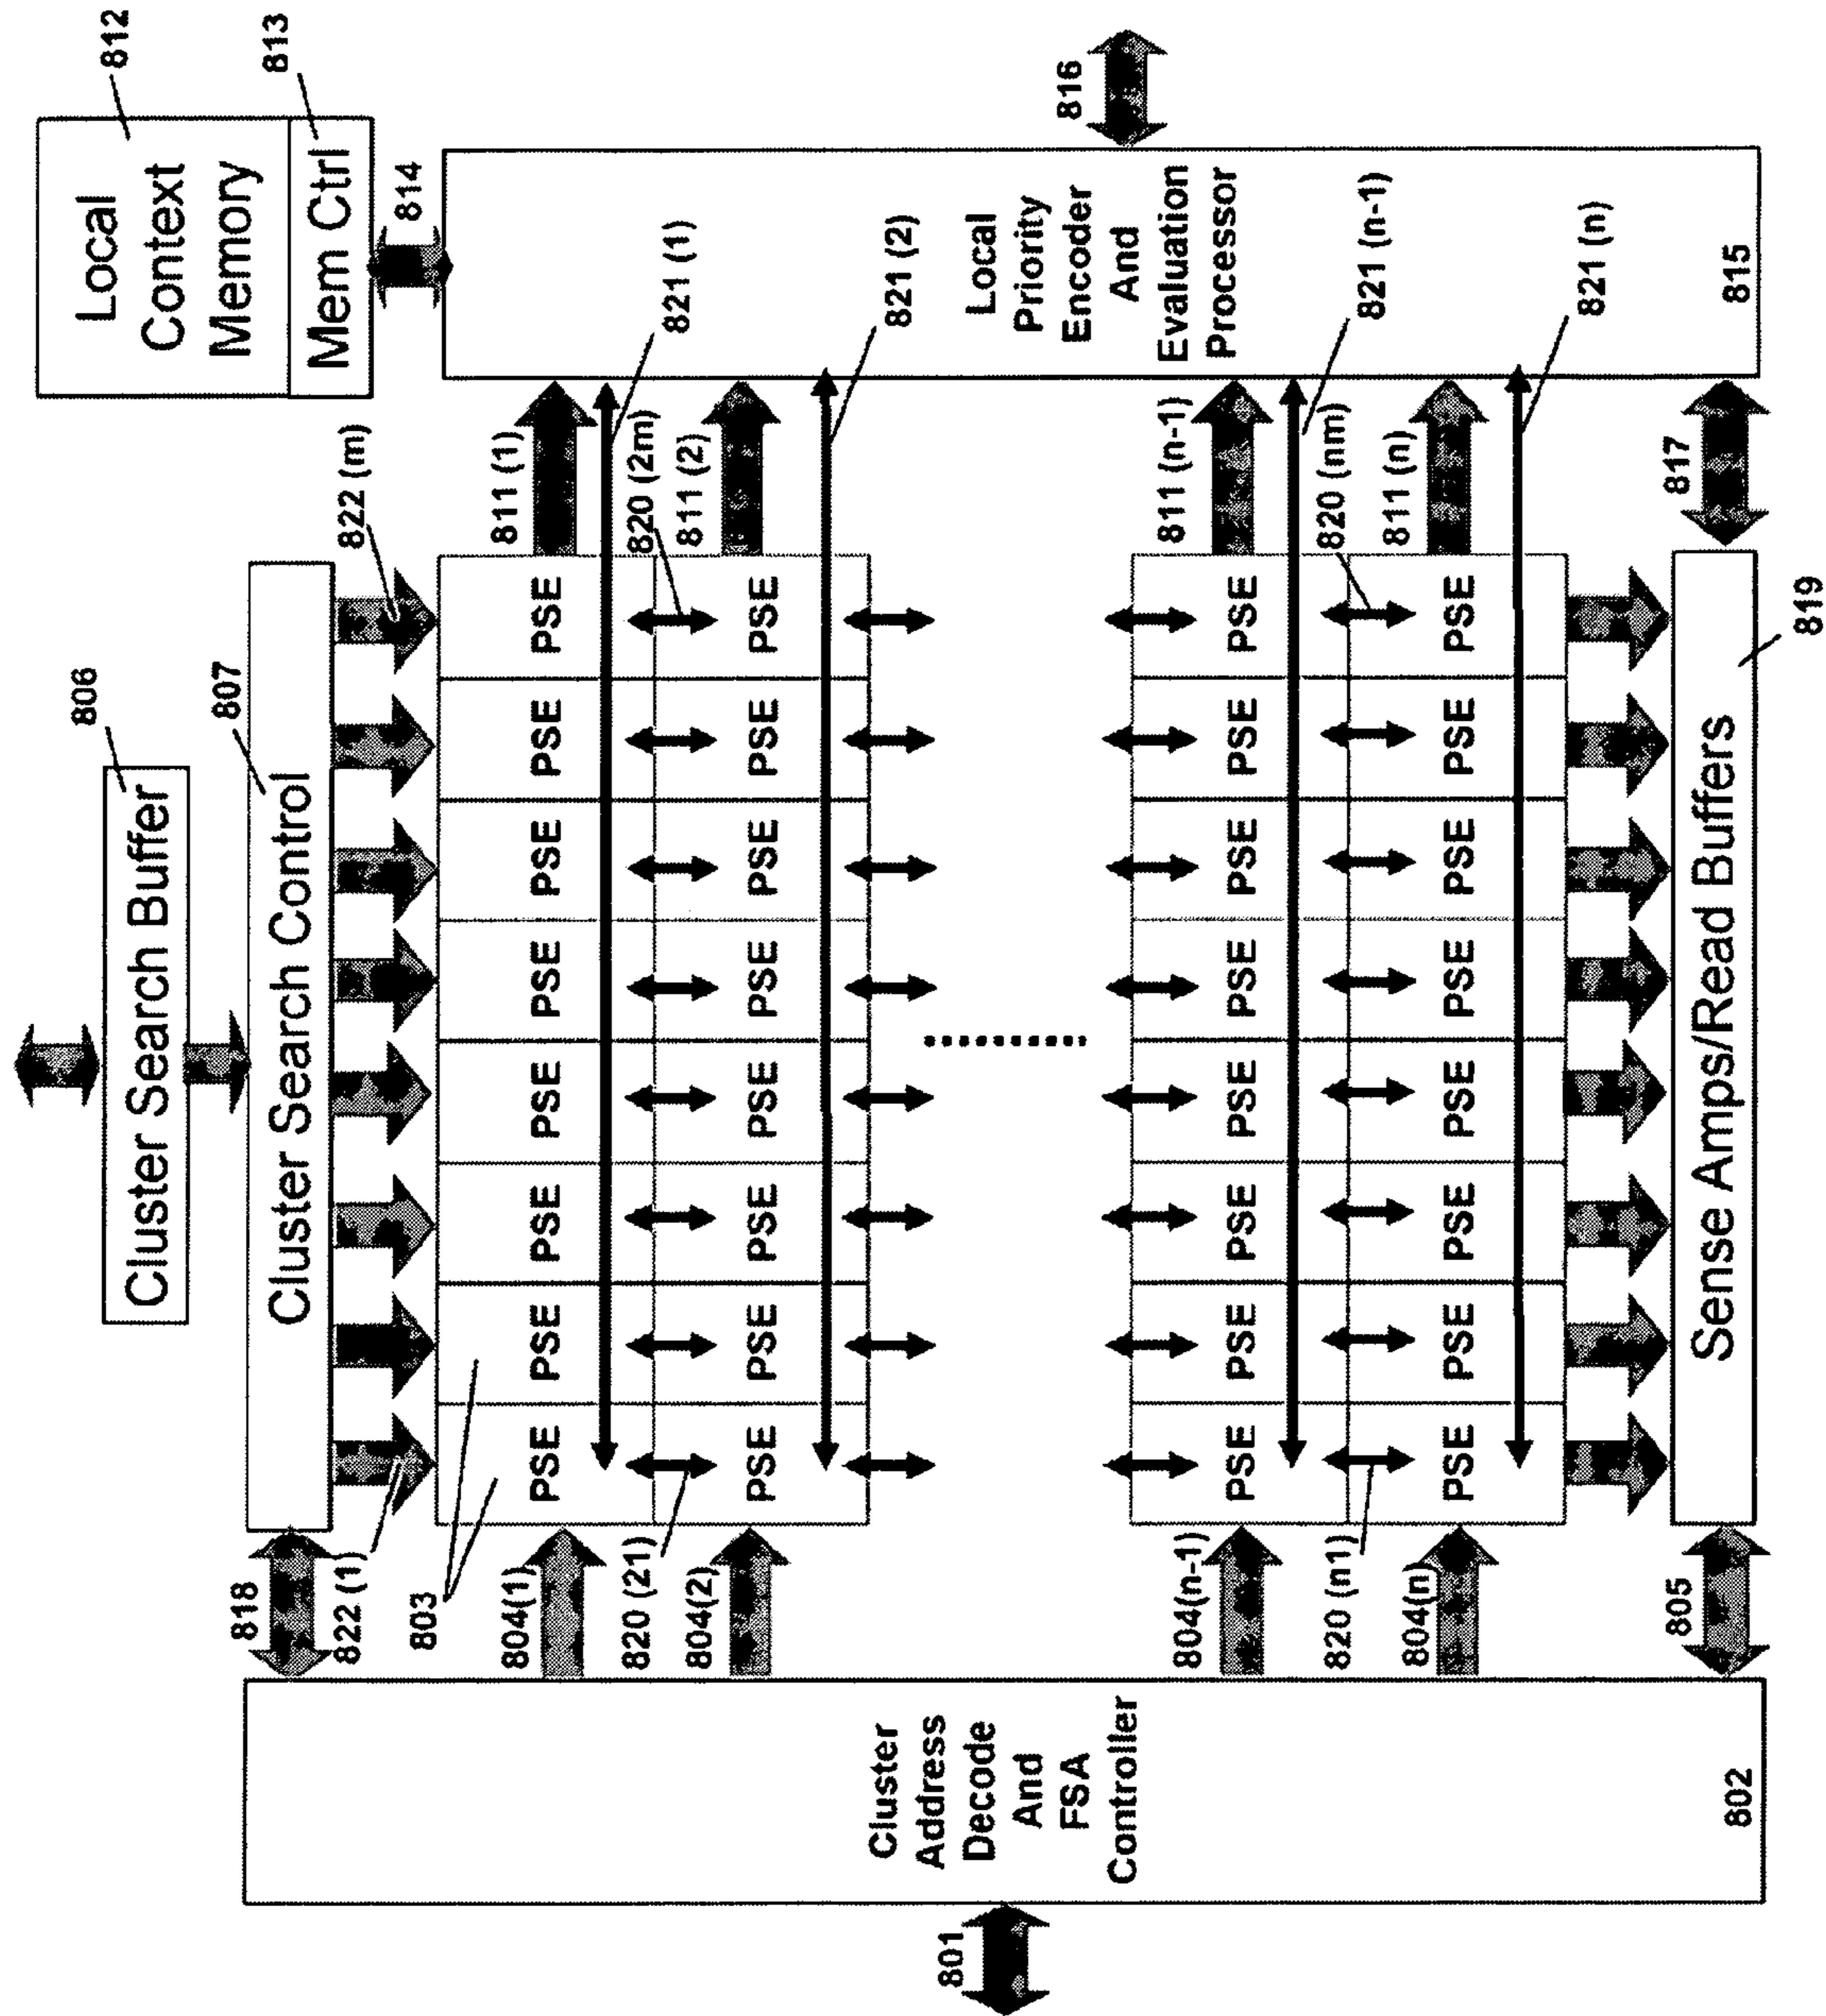 812
Local
Context
Memory
813
Mem Ctrl
814
806
Cluster Search Buffer
807
Cluster Search Control
818
822 (1)
822 (m)
816
801
Cluster
Address
Decode
And
FSA
Controller
802
803
804(1)
PSE PSE PSE PSE PSE PSE PSE PSE
811 (1)
821 (1)
820 (21)
820 (2m)
804(2)
PSE PSE PSE PSE PSE PSE PSE PSE
811 (2)
821 (2)
804(n-1)
PSE PSE PSE PSE PSE PSE PSE PSE
811 (n-1)
821 (n-1)
820 (n1)
820 (nm)
804(n)
PSE PSE PSE PSE PSE PSE PSE PSE
811 (n)
821 (n)
Local
Priority
Encoder
And
Evaluation
Processor
815
805
Sense Amps/Read Buffers
817
819